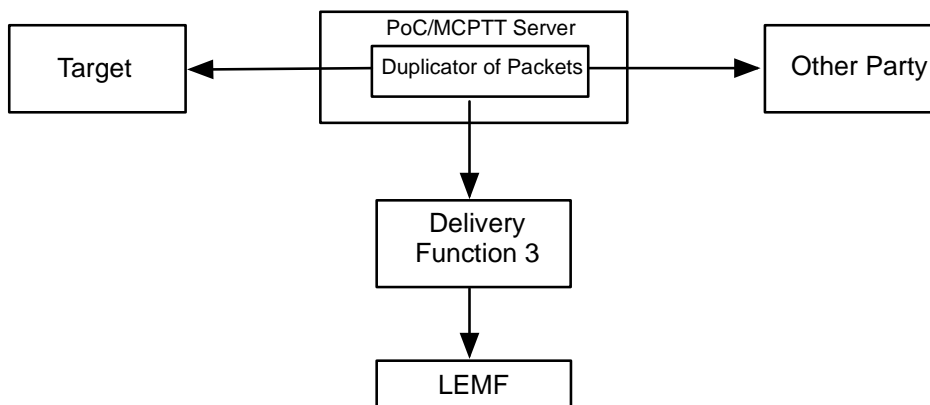 PoC/MCPTT Server
Target
Duplicator of Packets
Other Party
Delivery
Function 3
LEMF